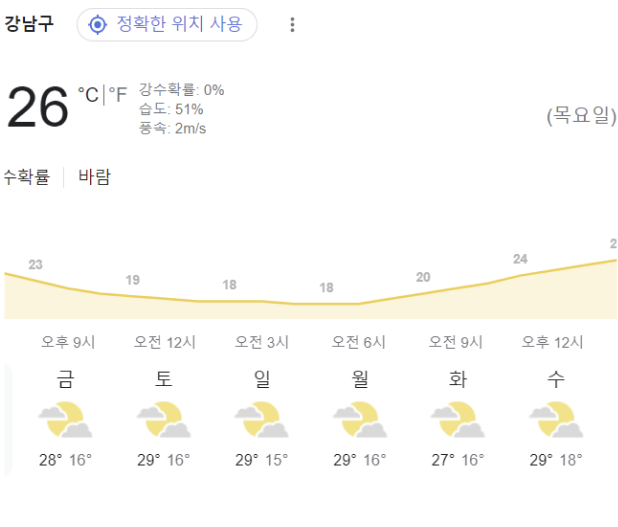 강남구 정확한 위치 사용
26 °C | °F 강수확률: 0%
습도: 51%
풍속: 2m/s
(목요일)
수확률 | 바람
23 19 18 18 20 24 2
오후 9시 오전 12시 오전 3시 오전 6시 오전 9시 오후 12시
금 토 일 월 화 수
28° 16° 29° 16° 29° 15° 29° 16° 27° 16° 29° 18°